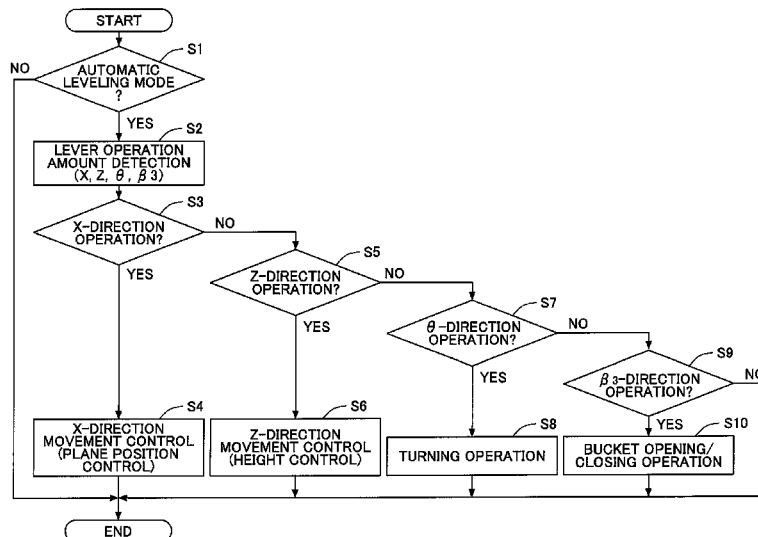 START
S1
NO
AUTOMATIC
LEVELING MODE
?
YES
S2
LEVER OPERATION
AMOUNT DETECTION
(X, Z, θ, β3)
S3
X-DIRECTION
OPERATION?
NO
YES
S5
Z-DIRECTION
OPERATION?
NO
YES
S7
θ-DIRECTION
OPERATION?
NO
YES
S9
β3-DIRECTION
OPERATION?
NO
YES
S4
X-DIRECTION
MOVEMENT CONTROL
(PLANE POSITION
CONTROL)
S6
Z-DIRECTION
MOVEMENT CONTROL
(HEIGHT CONTROL)
S8
TURNING OPERATION
S10
BUCKET OPENING/
CLOSING OPERATION
END